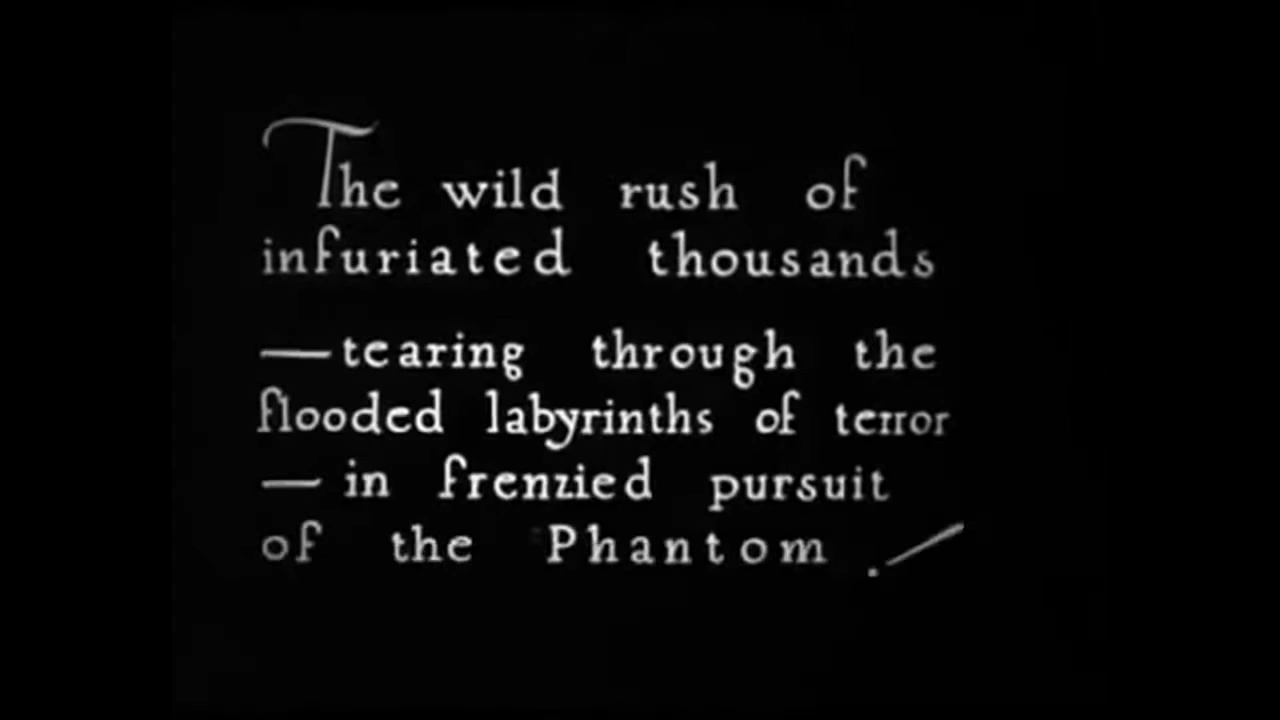 The wild rush of
infuriated thousands
—tearing through the
flooded labyrinths of terror
— in frenzied pursuit
of the Phantom ./